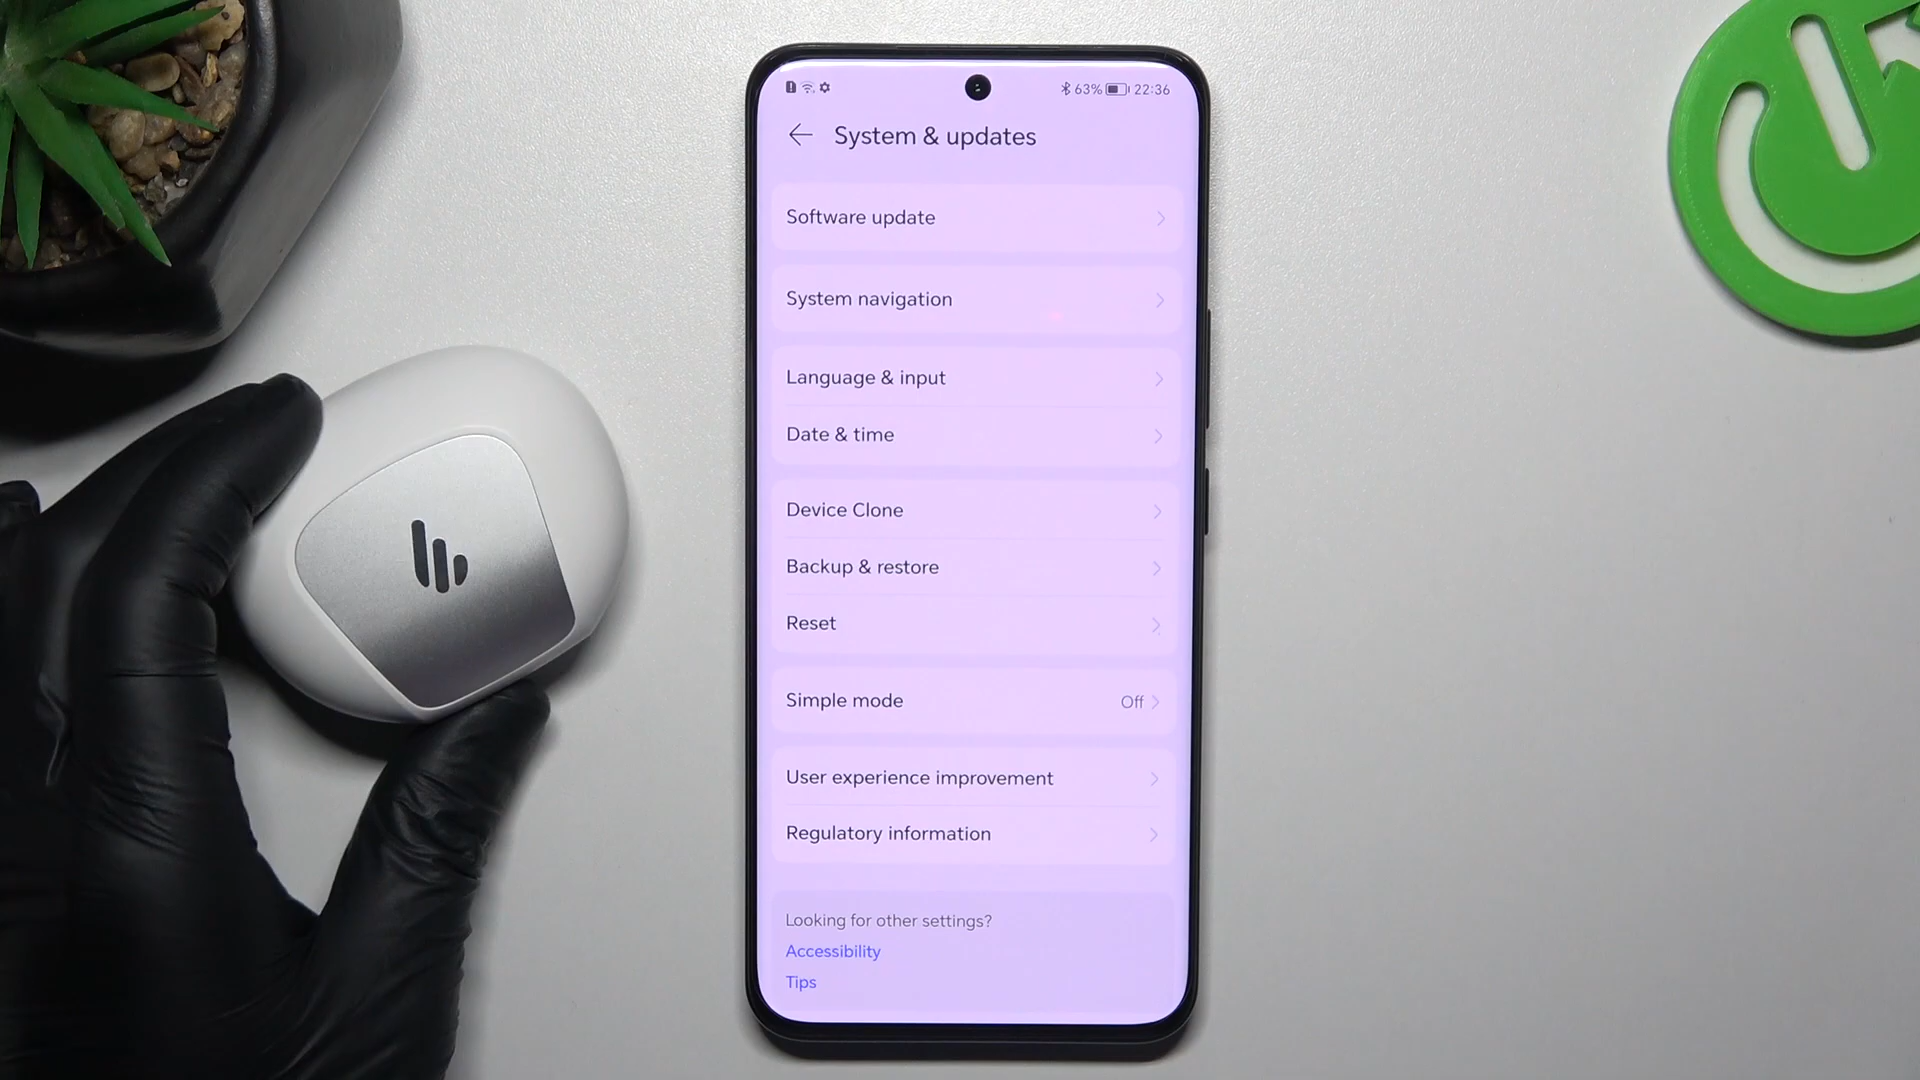 63% 22:36
System & updates
Software update
System navigation
Language & input
Date & time
Device Clone
Backup & restore
Reset
Simple mode Off
User experience improvement
Regulatory information
Looking for other settings?
Accessibility
Tips